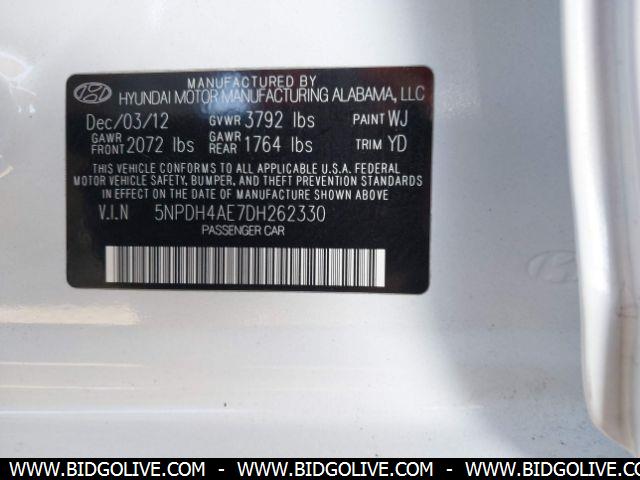 MANUFACTURED BY
HYUNDAI MOTOR MANUFACTURING ALABAMA, LLC
Dec/03/12 GVWR 3792 lbs PAINT WJ
GAWR FRONT 2072 lbs GAWR REAR 1764 lbs TRIM YD
THIS VEHICLE CONFORMS TO ALL APPLICABLE U.S.A. FEDERAL
MOTOR VEHICLE SAFETY, BUMPER, AND THEFT PREVENTION
STANDARDS IN EFFECT ON THE DATE OF MANUFACTURE SHOWN ABOVE
V.I.N 5NPDH4AE7DH262330
PASSENGER CAR
WWW.BIDGOLIVE.COM - WWW.BIDGOLIVE.COM - WWW.BIDGOLIVE.COM